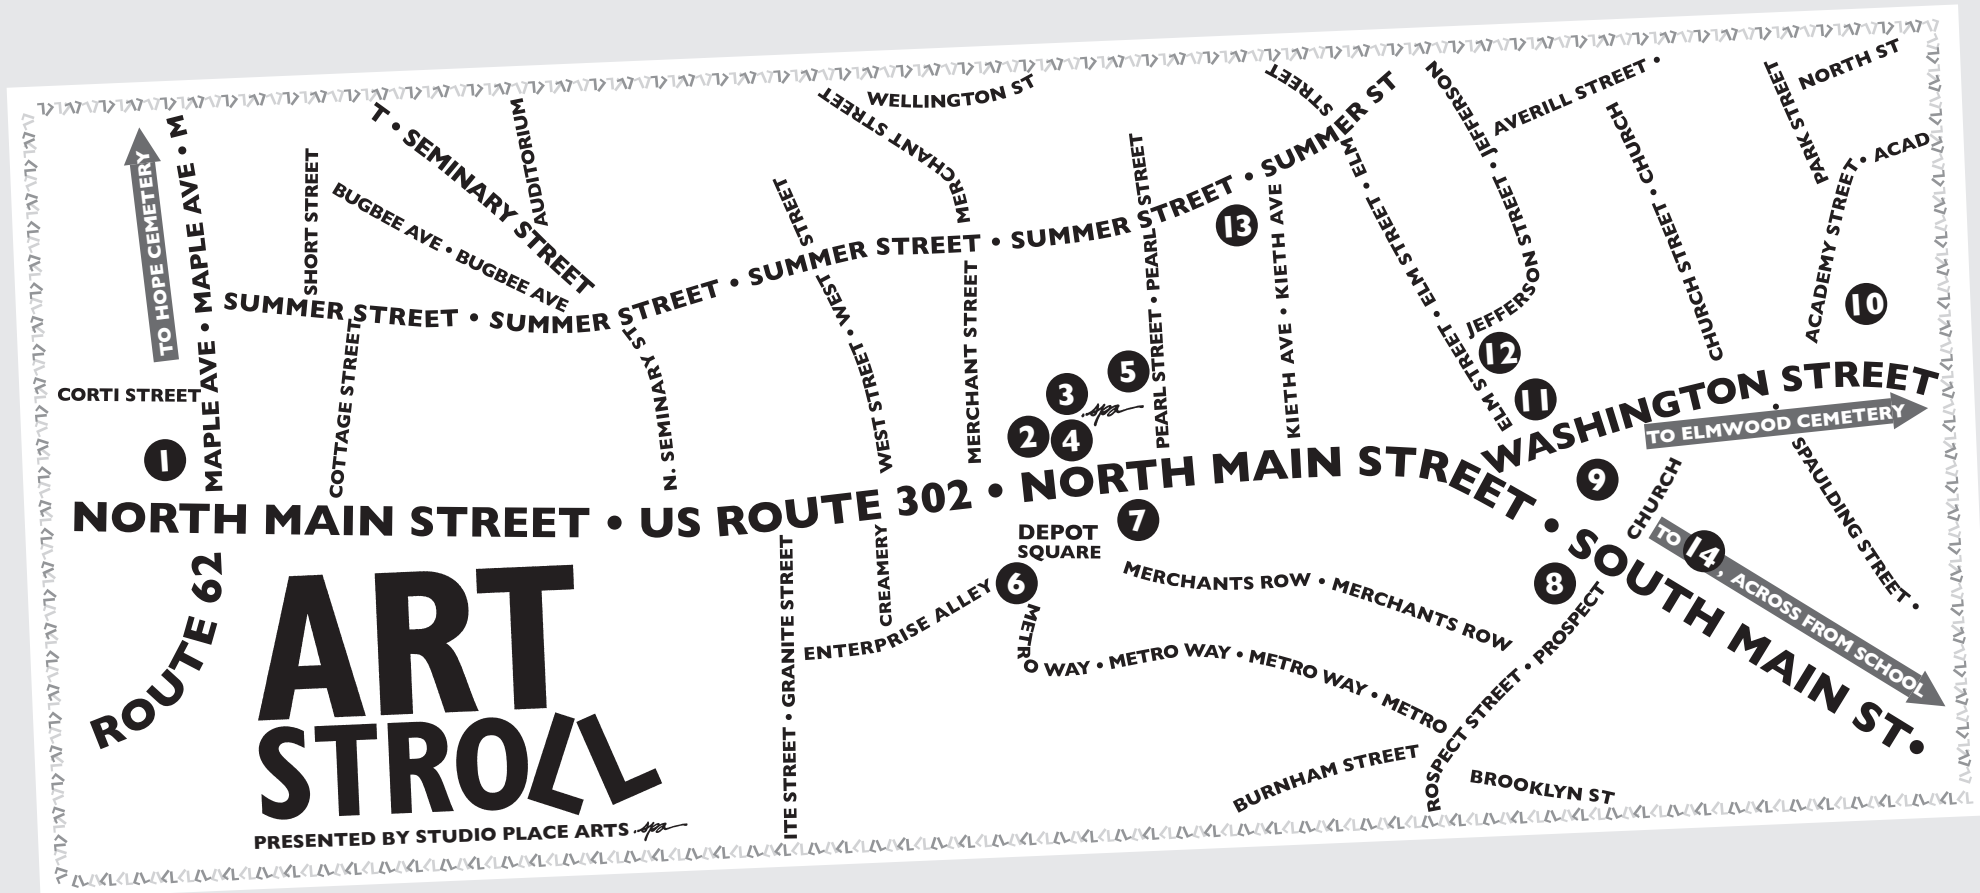 TO HOPE CEMETERY
MAPLE AVE • MAPLE AVE • M
CORTI STREET
1
SHORT STREET
T • SEMINARY STREET
AUDITORIUM
BUGBEE AVE • BUGBEE AVE
SUMMER STREET • SUMMER STREET • SUMMER STREET • SUMMER STREET • SUMMER ST
COTTAGE STREET
N. SEMINARY ST
STREET
WEST STREET • WEST
WELLINGTON ST
MERCHANT STREET
MERCHANT STREET
MERC
PEARL STREET • PEARL STREET
KIETH AVE • KIETH AVE
13
STREET
ELM STREET • ELM STREET • ELM STREET • ELM
JEFFERSON STREET • JEFFERSON
JEFFERSON
AVERILL STREET •
CHURCH STREET • CHURCH
PARK STREET
NORTH ST
ACADEMY STREET • ACAD
10
12
11
3
5
spa
2
4
WASHINGTON STREET •
TO ELMWOOD CEMETERY
NORTH MAIN STREET • US ROUTE 302 • NORTH MAIN STREET • SOUTH MAIN ST•
9
CHURCH
SPAULDING STREET •
TO 14, ACROSS FROM SCHOOL
7
DEPOT
SQUARE
6
8
ROUTE 62
GRANITE STREET
ITE STREET • GRANITE STREET
CREAMERY
ENTERPRISE ALLEY
MERCHANTS ROW • MERCHANTS ROW
METRO WAY • METRO WAY • METRO WAY • METRO
ROSPECT STREET • PROSPECT
BURNHAM STREET
BROOKLYN ST
ART
STROLL
PRESENTED BY STUDIO PLACE ARTS spa